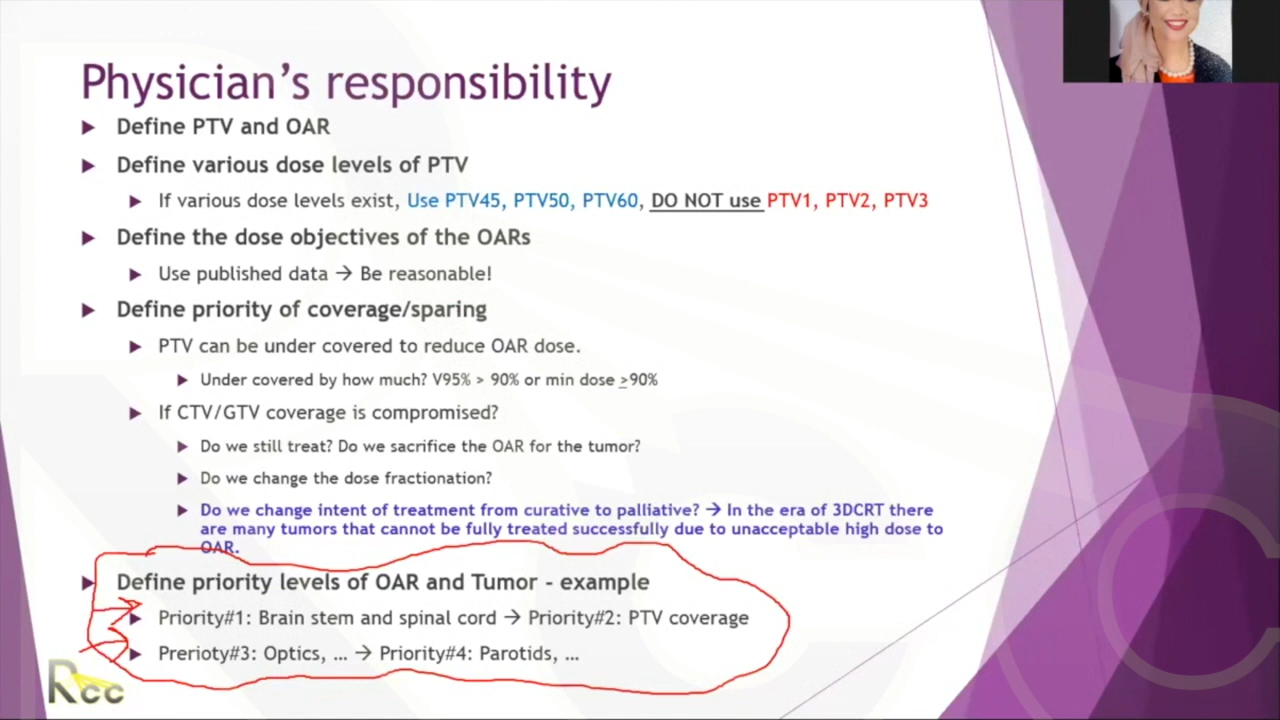 Physician's responsibility
Define PTV and OAR
Define various dose levels of PTV
If various dose levels exist, Use PTV45, PTV50, PTV60, DO NOT use PTV1, PTV2, PTV3
Define the dose objectives of the OARs
Use published data → Be reasonable!
Define priority of coverage/sparing
PTV can be under covered to reduce OAR dose.
Under covered by how much? V95% > 90% or min dose ≥90%
If CTV/GTV coverage is compromised?
Do we still treat? Do we sacrifice the OAR for the tumor?
Do we change the dose fractionation?
Do we change intent of treatment from curative to palliative? → In the era of 3DCRT there
are many tumors that cannot be fully treated successfully due to unacceptable high dose to
OAR.
Define priority levels of OAR and Tumor - example
Priority#1: Brain stem and spinal cord → Priority#2: PTV coverage
Prerioty#3: Optics, ... → Priority#4: Parotids, ...
Rcc